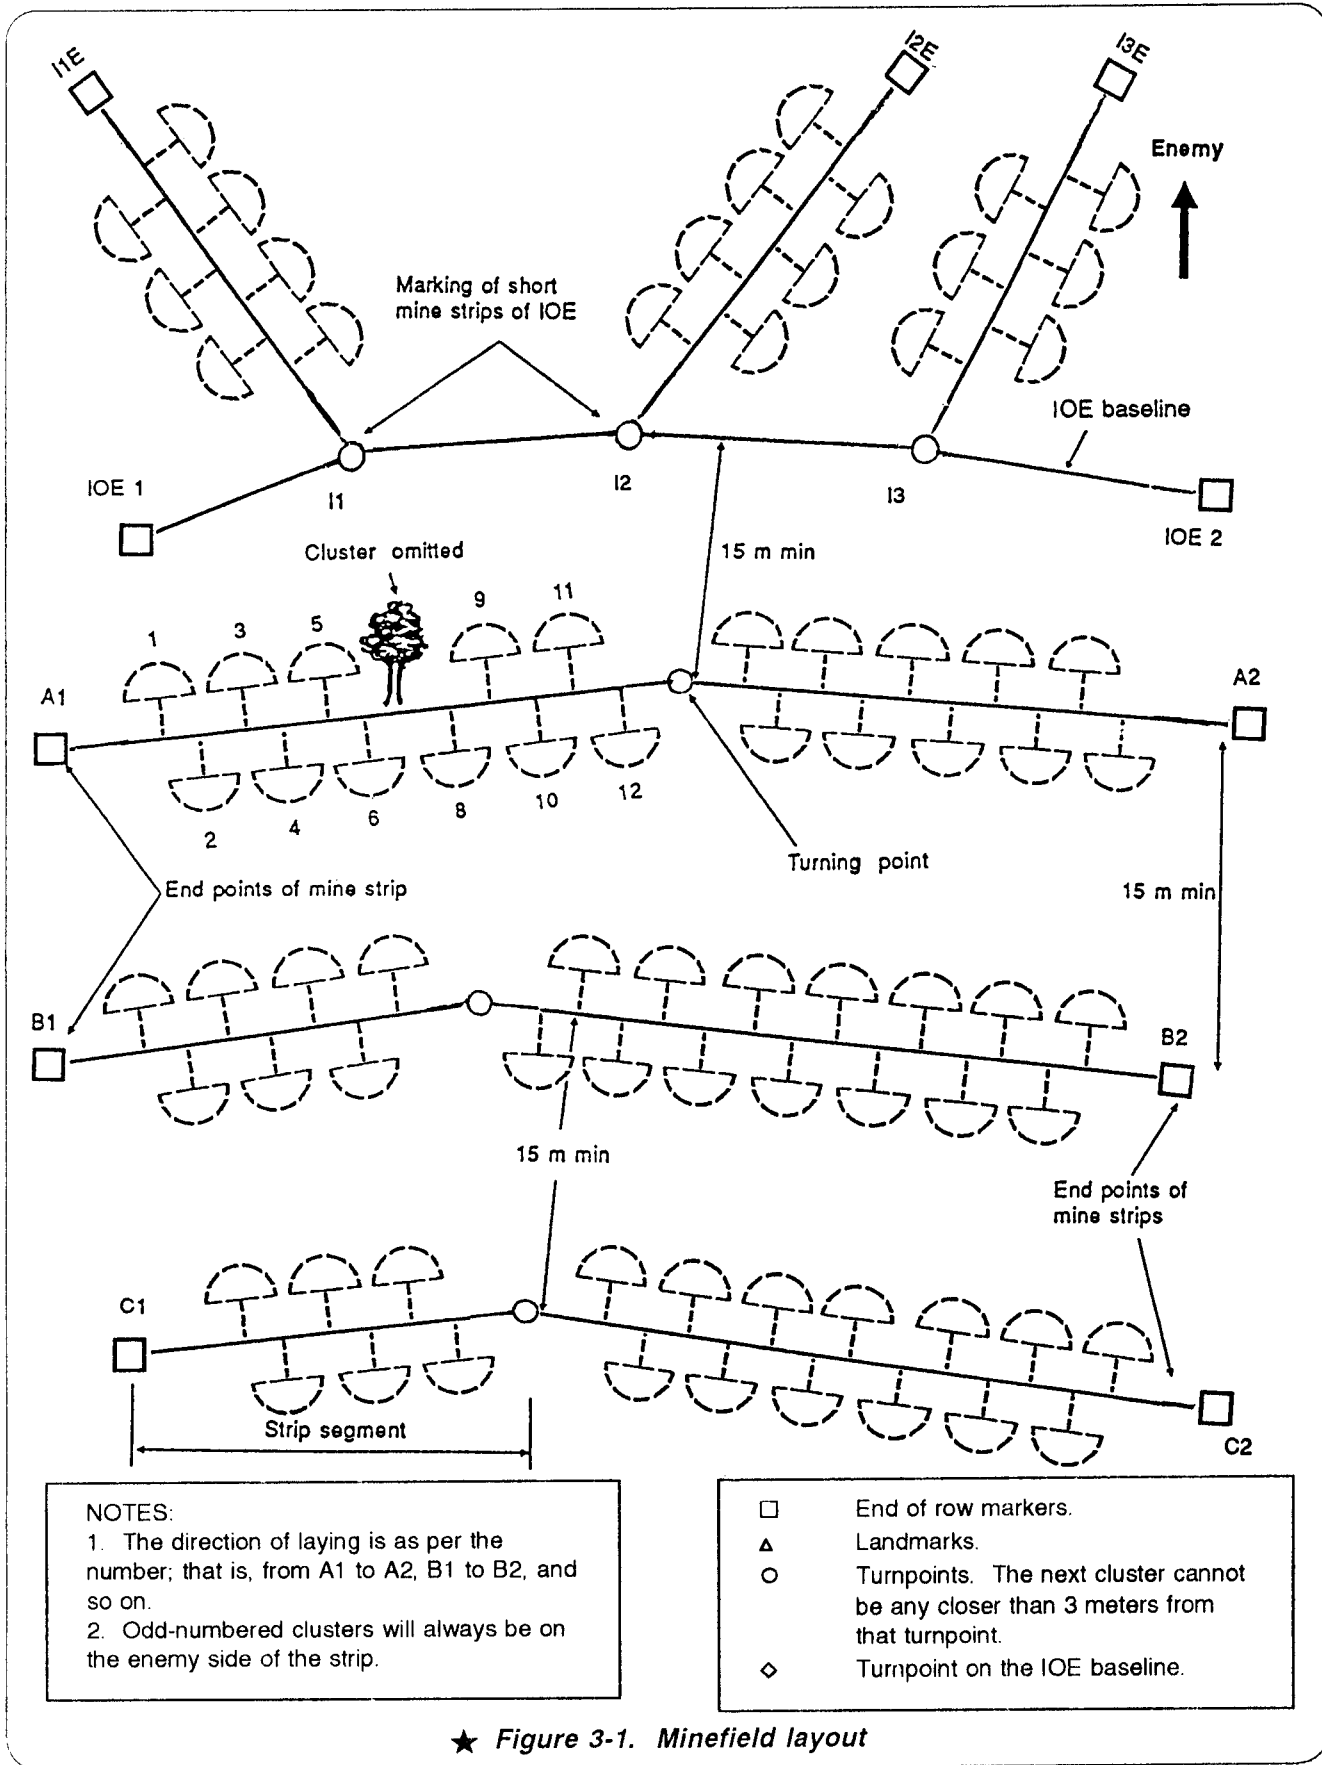 I1E
I2E
I3E
Enemy
Marking of short
mine strips of IOE
IOE baseline
IOE 1
I1
I2
I3
IOE 2
Cluster omitted
15 m min
1
3
5
9
11
A1
A2
2
4
6
8
10
12
Turning point
End points of mine strip
15 m min
B1
B2
15 m min
End points of
mine strips
C1
Strip segment
C2
NOTES:
1. The direction of laying is as per the
number; that is, from A1 to A2, B1 to B2, and
so on.
2. Odd-numbered clusters will always be on
the enemy side of the strip.
End of row markers.
Landmarks.
Turnpoints. The next cluster cannot
be any closer than 3 meters from
that turnpoint.
Turnpoint on the IOE baseline.
★ Figure 3-1. Minefield layout